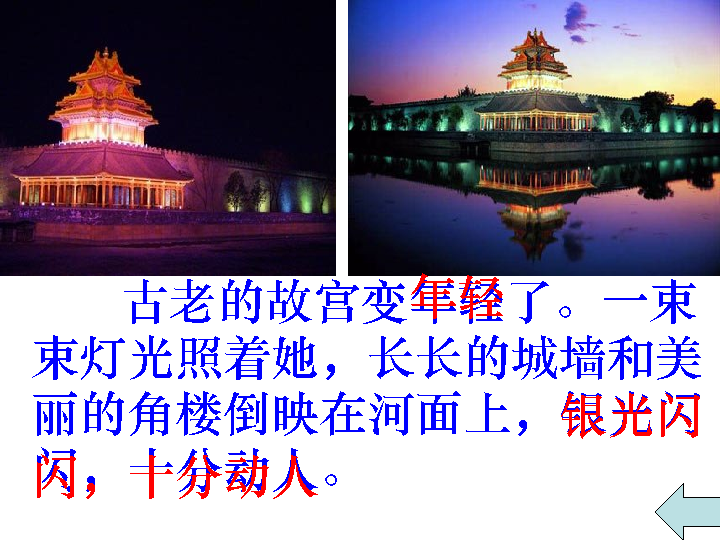 古老的故宫变年轻了。一束
束灯光照着她，长长的城墙和美
丽的角楼倒映在河面上，银光闪
闪，十分动人。